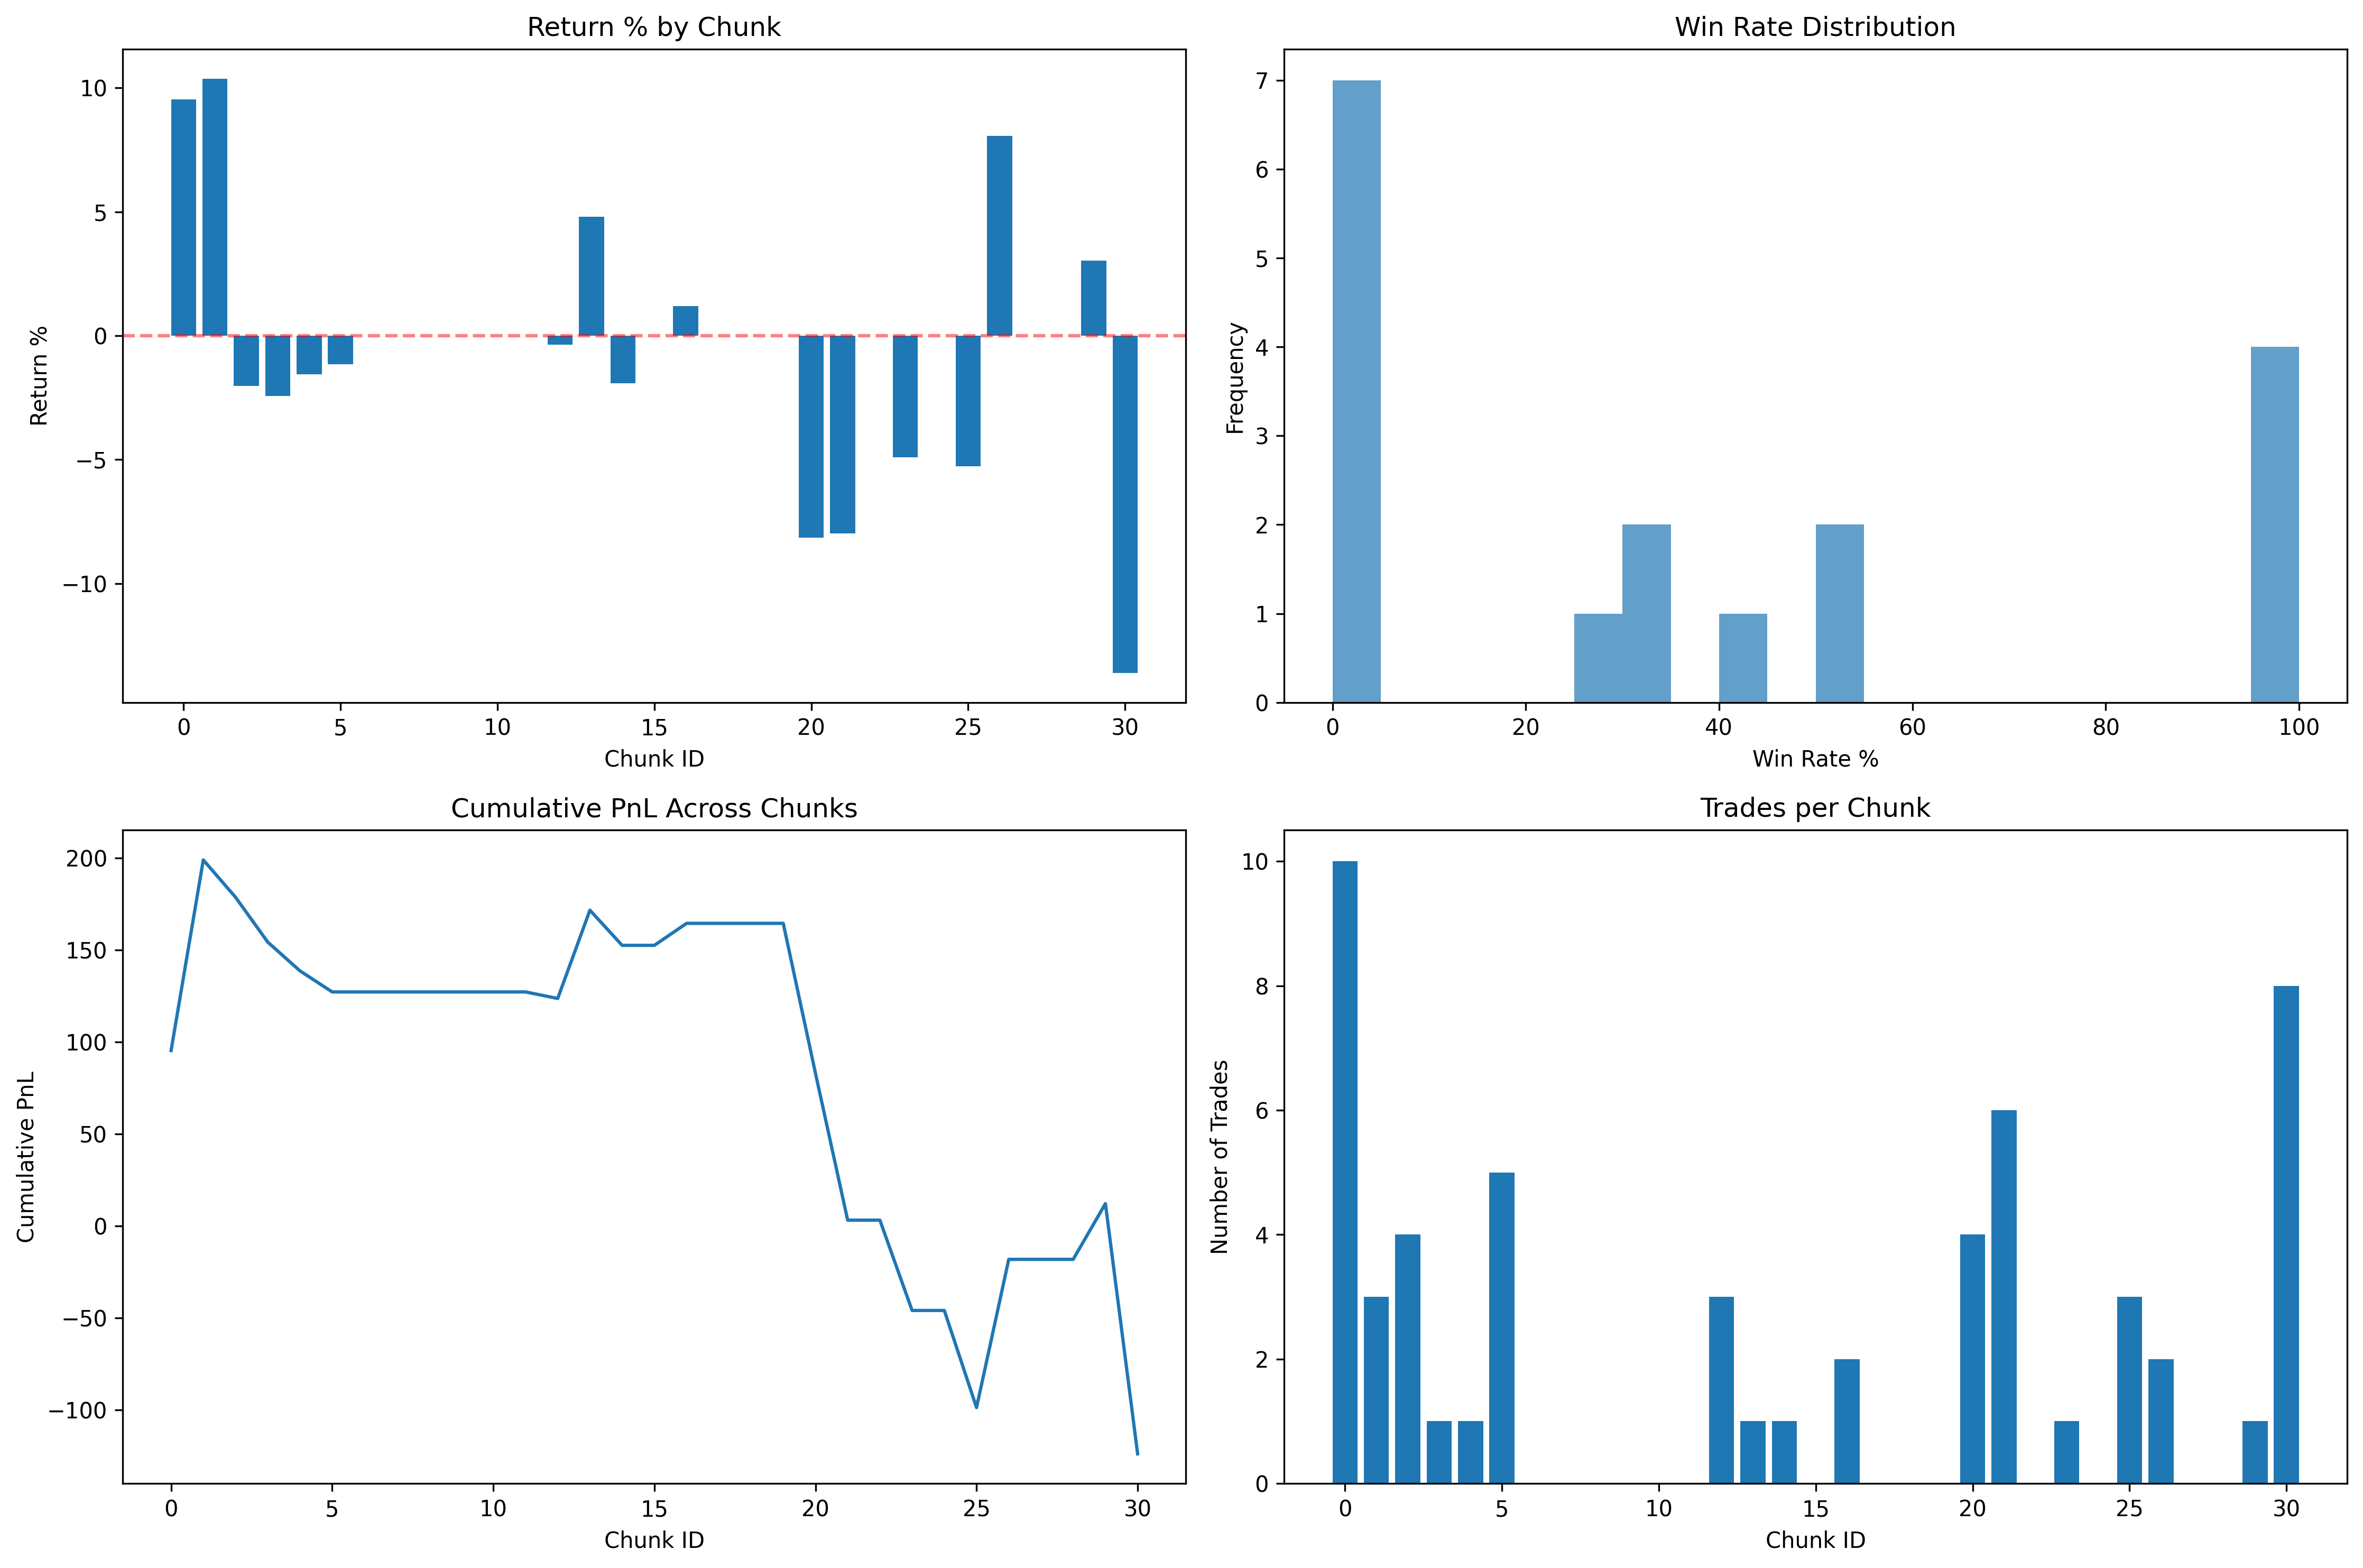 Return % by Chunk
Return %
10
5
0
−5
−10
0 5 10 15 20 25 30
Chunk ID
Win Rate Distribution
Frequency
7
6
5
4
3
2
1
0
0 20 40 60 80 100
Win Rate %
Cumulative PnL Across Chunks
Cumulative PnL
200
150
100
50
0
−50
−100
0 5 10 15 20 25 30
Chunk ID
Trades per Chunk
Number of Trades
10
8
6
4
2
0
0 5 10 15 20 25 30
Chunk ID